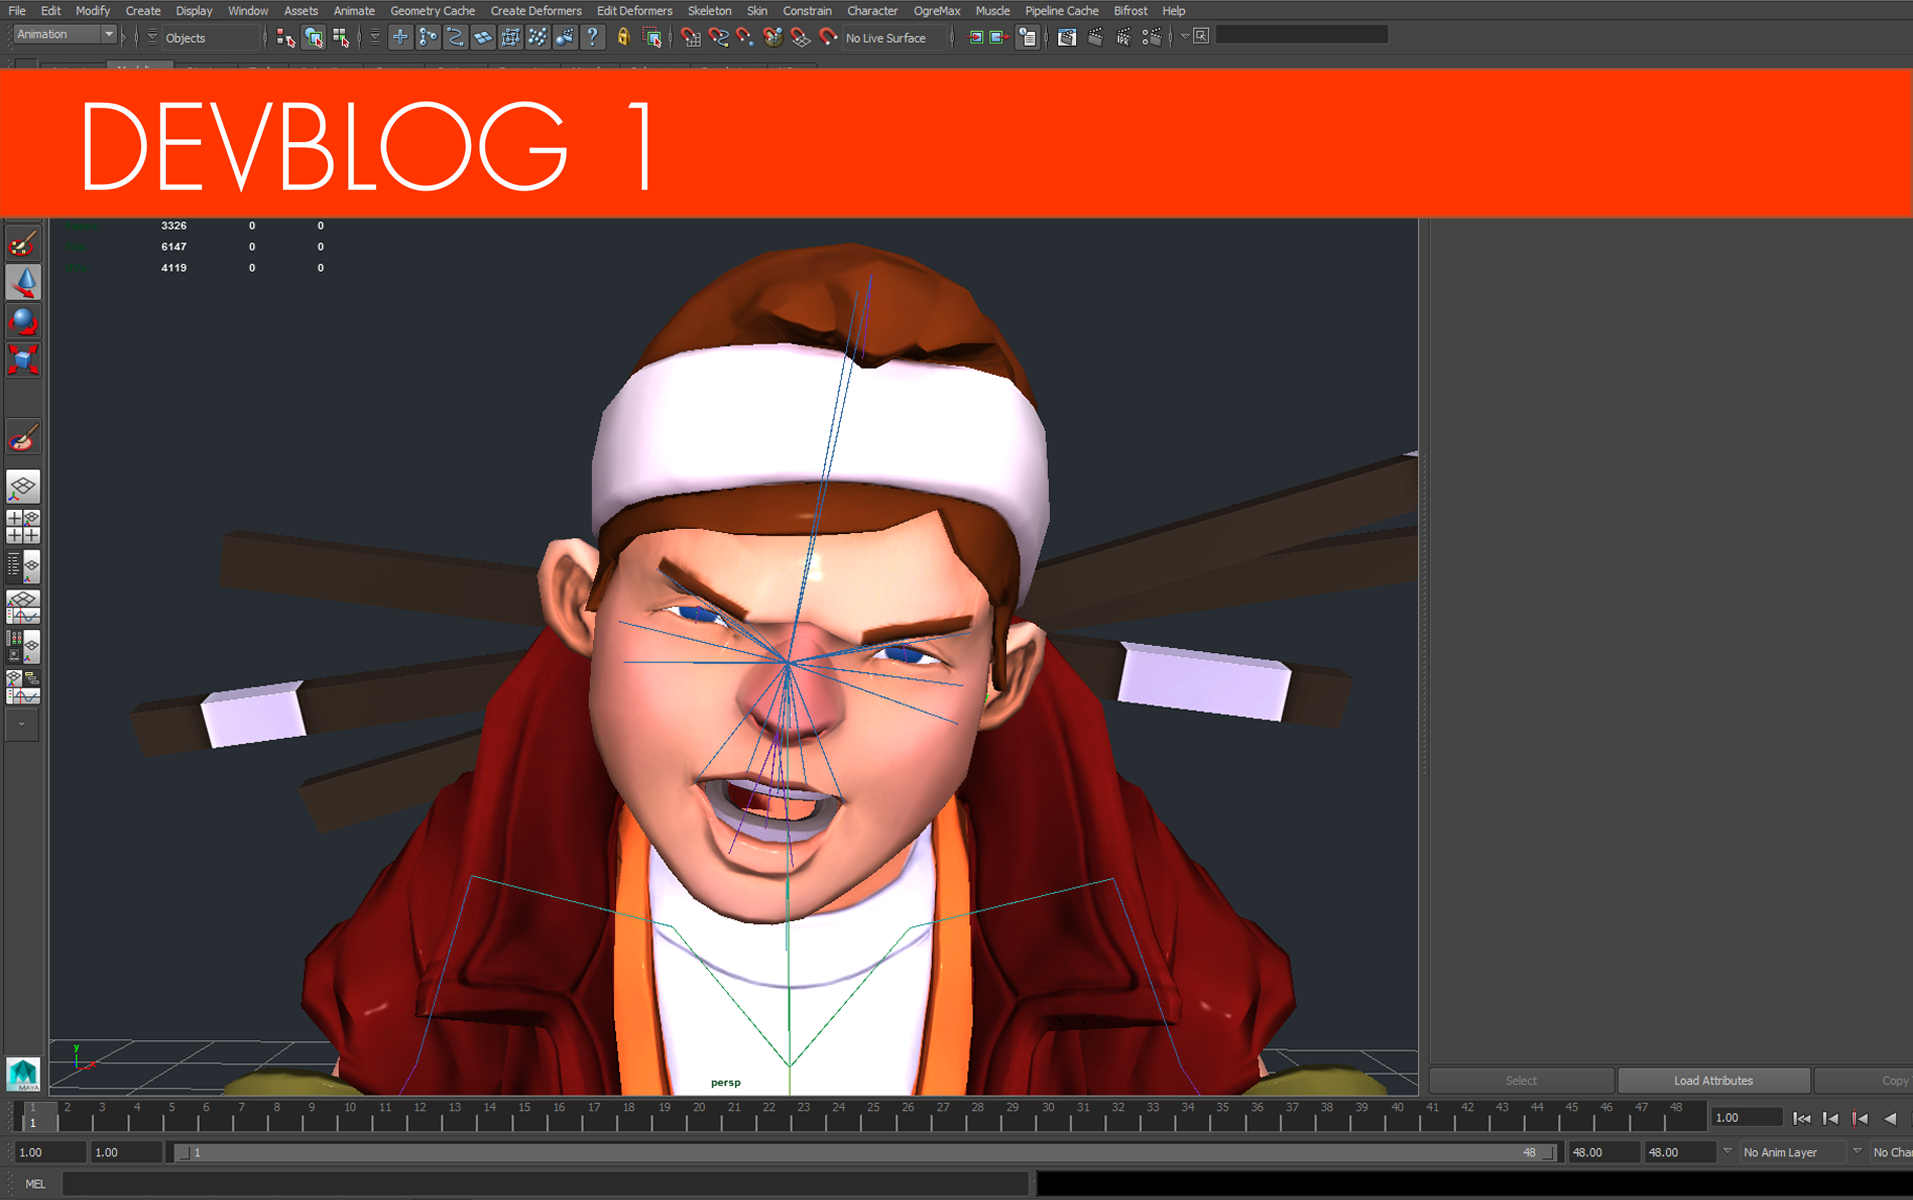 File Edit Modify Create Display Window Assets Animate Geometry Cache Create Deformers Edit Deformers Skeleton Skin Constrain Character OgreMax Muscle Pipeline Cache Bifrost Help
Animation Objects No Live Surface
DEVBLOG 1
3326 0 0
6147 0 0
4119 0 0
y
persp
MAYA
Select Load Attributes Copy
1 2 3 4 5 6 7 8 9 10 11 12 13 14 15 16 17 18 19 20 21 22 23 24 25 26 27 28 29 30 31 32 33 34 35 36 37 38 39 40 41 42 43 44 45 46 47 48
1 1.00
1.00 1.00 1 48 48.00 48.00 No Anim Layer No Char
MEL